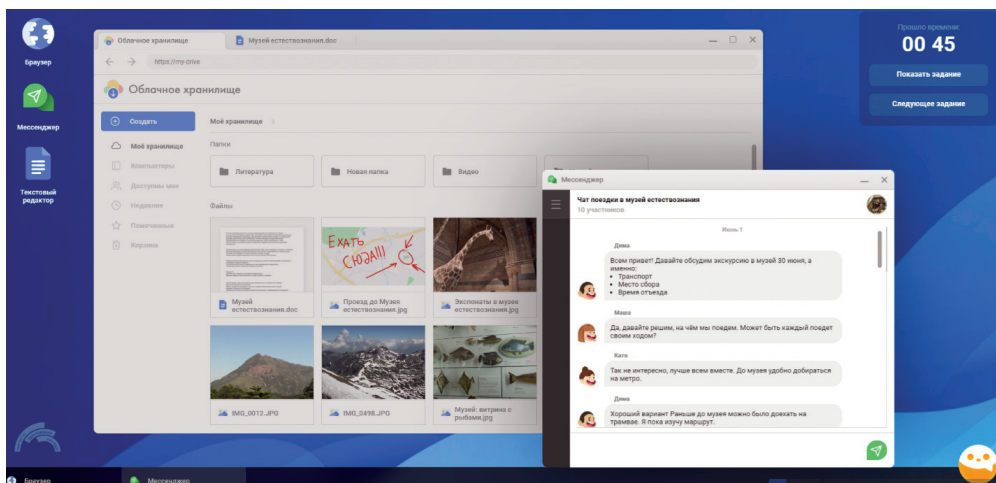 Браузер
Мессенджер
Текстовый
редактор
Облачное хранилище
Музей естествознания.doc
https://my-drive
Облачное хранилище
Создать
Моё хранилище
Компьютеры
Доступны мне
Недавние
Помеченные
Корзина
Моё хранилище
Папки
Литература
Новая папка
Видео
Файлы
ЕХАТЬ
СЮДА!!!
Музей
естествознания.doc
Проезд до Музея
естествознания.jpg
Экспонаты в музее
естествознания.jpg
IMG_0012.JPG
IMG_0498.JPG
Музей: витрина с
рыбами.jpg
Мессенджер
Чат поездки в музей естествознания
10 участников
Июнь 1
Дима
Всем привет! Давайте обсудим экскурсию в музей 30 июня, а
именно:
• Транспорт
• Место сбора
• Время отъезда
Маша
Да, давайте решим, на чём мы поедем. Может быть каждый поедет
своим ходом?
Катя
Так не интересно, лучше всем вместе. До музея удобно добираться
на метро.
Дима
Хороший вариант Раньше до музея можно было доехать на
трамвае. Я пока изучу маршрут.
Прошло времени:
00 45
Показать задание
Следующее задание
Браузер
Мессенджер